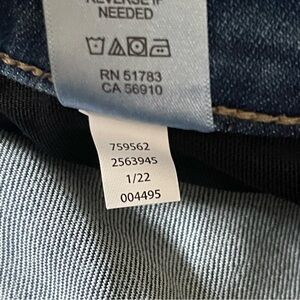 REVERSE IF
NEEDED
RN 51783
CA 56910
759562
2563945
1/22
004495